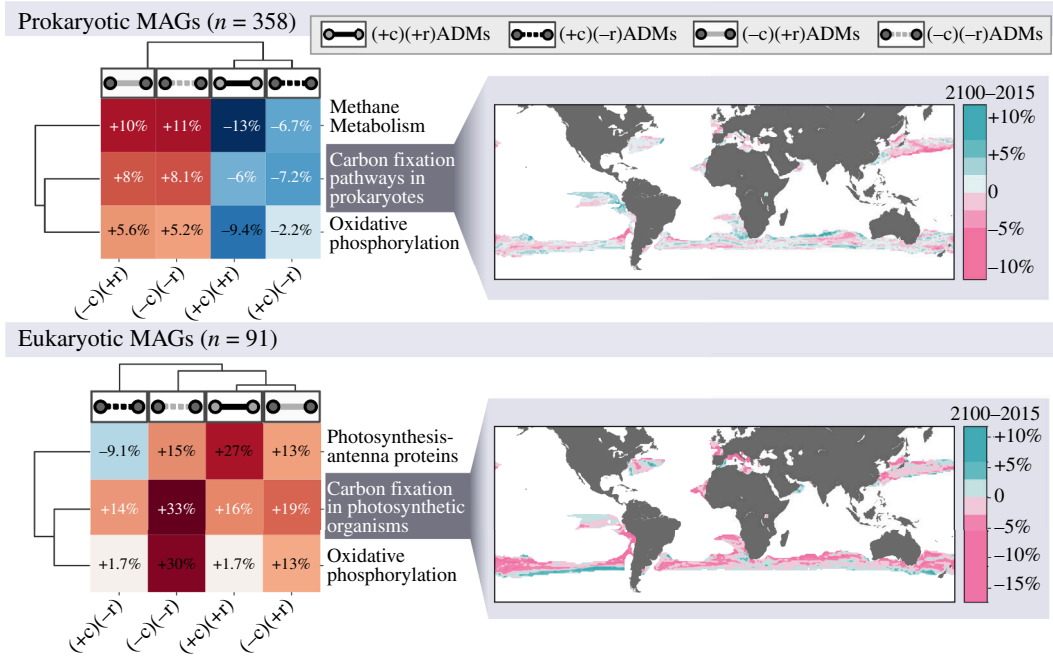 Prokaryotic MAGs (n = 358)
(+c)(+r)ADMs
(+c)(−r)ADMs
(−c)(+r)ADMs
(−c)(−r)ADMs
+10%
+11%
−13%
−6.7%
Methane
Metabolism
+8%
+8.1%
−6%
−7.2%
Carbon fixation
pathways in
prokaryotes
+5.6%
+5.2%
−9.4%
−2.2%
Oxidative
phosphorylation
(−c)(+r)
(−c)(−r)
(+c)(+r)
(+c)(−r)
2100–2015
+10%
+5%
0
−5%
−10%
Eukaryotic MAGs (n = 91)
−9.1%
+15%
+27%
+13%
Photosynthesis-
antenna proteins
+14%
+33%
+16%
+19%
Carbon fixation
in photosynthetic
organisms
+1.7%
+30%
+1.7%
+13%
Oxidative
phosphorylation
(+c)(−r)
(−c)(−r)
(+c)(+r)
(−c)(+r)
2100–2015
+10%
+5%
0
−5%
−10%
−15%